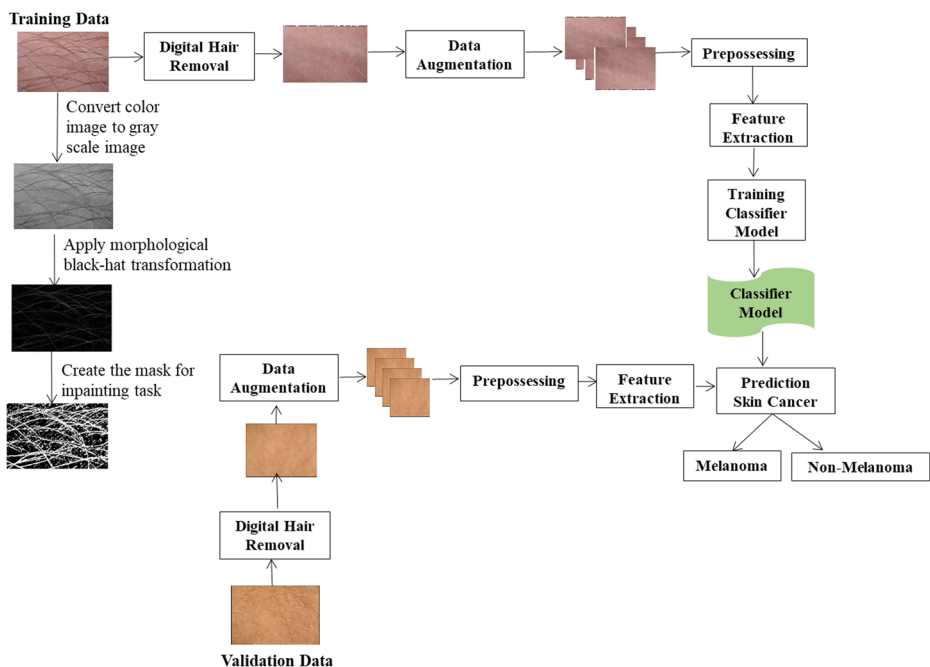 Training Data
Digital Hair
Removal
Data
Augmentation
Prepossessing
Convert color
image to gray
scale image
Feature
Extraction
Training
Classifier
Model
Apply morphological
black-hat transformation
Classifier
Model
Create the mask for
inpainting task
Data
Augmentation
Prepossessing
Feature
Extraction
Prediction
Skin Cancer
Melanoma
Non-Melanoma
Digital Hair
Removal
Validation Data